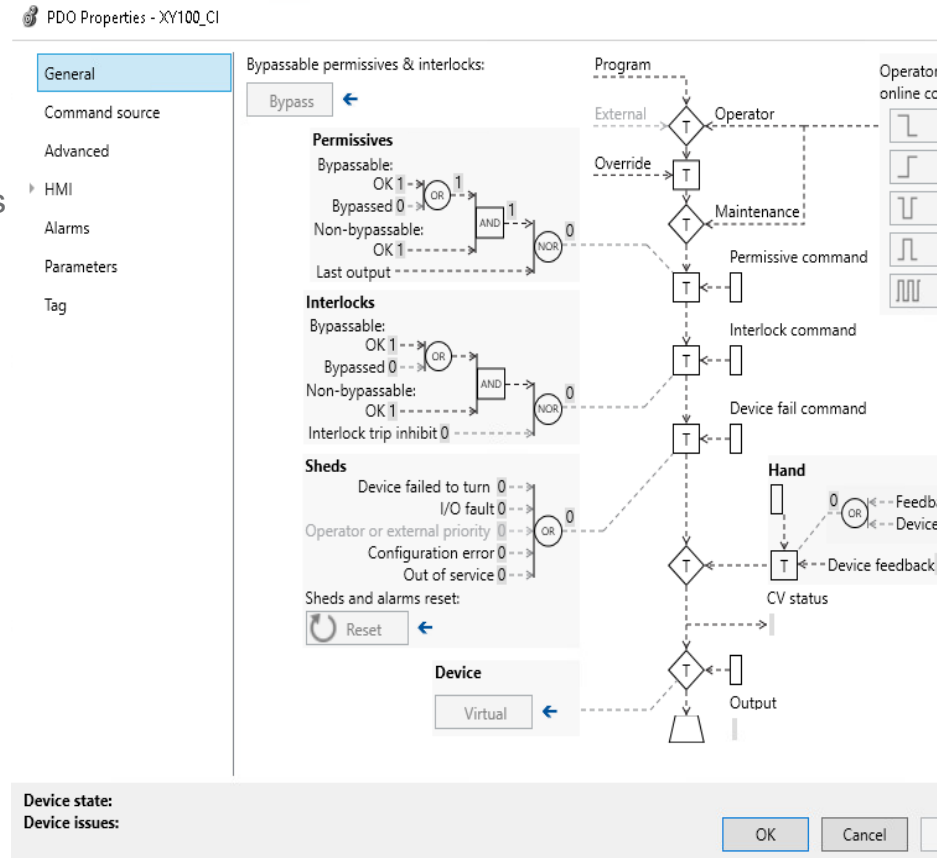 PDO Properties - XY100_CI
General
Command source
Advanced
HMI
Alarms
Parameters
Tag
s
Bypassable permissives & interlocks:
Bypass
Permissives
Bypassable:
OK 1
OR
1
Bypassed 0
AND
1
Non-bypassable:
OK 1
NOR
0
Last output
Interlocks
Bypassable:
OK 1
OR
Bypassed 0
AND
Non-bypassable:
OK 1
NOR
0
Interlock trip inhibit 0
Sheds
Device failed to turn 0
I/O fault 0
Operator or external priority 0
OR
0
Configuration error 0
Out of service 0
Sheds and alarms reset:
Reset
Device
Virtual
Program
External
T
Operator
Override
T
Maintenance
T
Permissive command
T
Interlock command
T
Device fail command
T
Hand
0
OR
Feedb
Device
T
T
Device feedback
CV status
T
Output
Operator
online co
Device state:
Device issues:
OK
Cancel